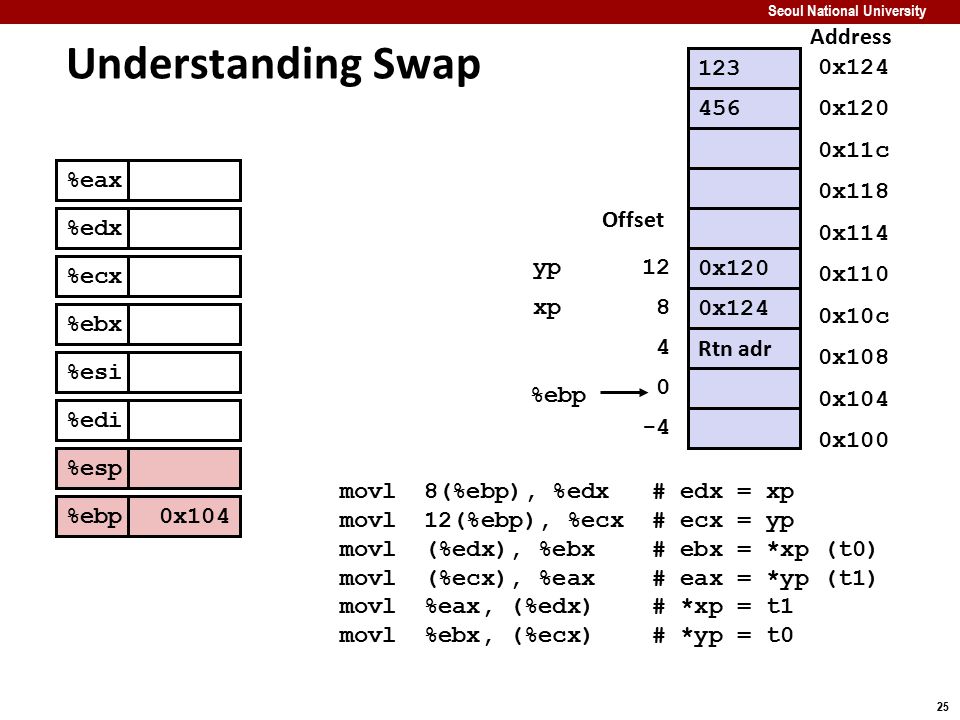 Seoul National University
Understanding Swap
Address
123 0x124
456 0x120
0x11c
0x118
0x114
Offset
yp 12 0x120 0x110
xp 8 0x124 0x10c
4 Rtn adr 0x108
%ebp 0 0x104
-4 0x100
%eax
%edx
%ecx
%ebx
%esi
%edi
%esp
%ebp 0x104
movl 8(%ebp), %edx # edx = xp
movl 12(%ebp), %ecx # ecx = yp
movl (%edx), %ebx # ebx = *xp (t0)
movl (%ecx), %eax # eax = *yp (t1)
movl %eax, (%edx) # *xp = t1
movl %ebx, (%ecx) # *yp = t0
25